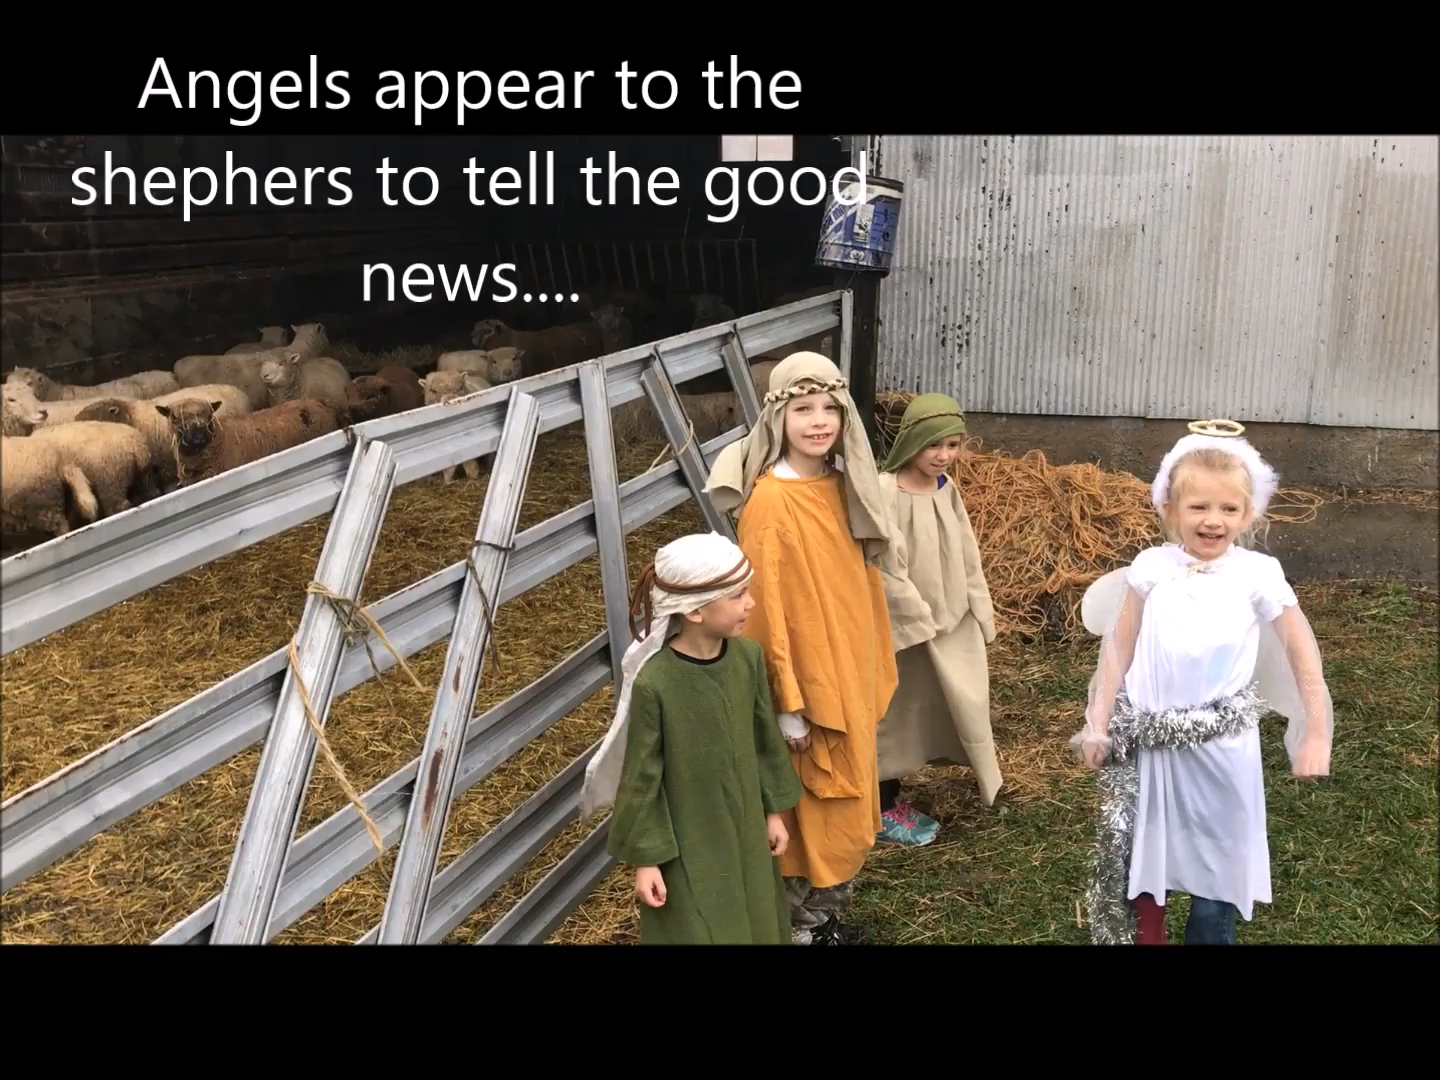 Angels appear to the
shephers to tell the good
news....